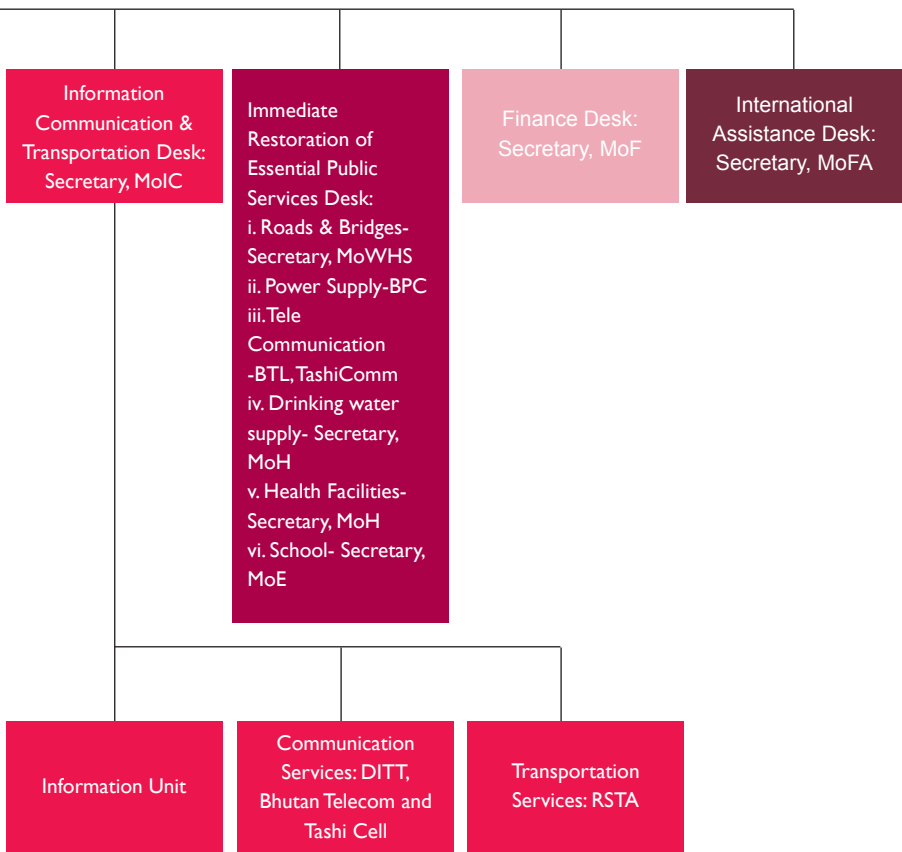 Information
Communication &
Transportation Desk:
Secretary, MoIC
Immediate
Restoration of
Essential Public
Services Desk:
i. Roads & Bridges-
Secretary, MoWHS
ii. Power Supply-BPC
iii.Tele
Communication
-BTL, TashiComm
iv. Drinking water
supply- Secretary,
MoH
v. Health Facilities-
Secretary, MoH
vi. School- Secretary,
MoE
Finance Desk:
Secretary, MoF
International
Assistance Desk:
Secretary, MoFA
Information Unit
Communication
Services: DITT,
Bhutan Telecom and
Tashi Cell
Transportation
Services: RSTA